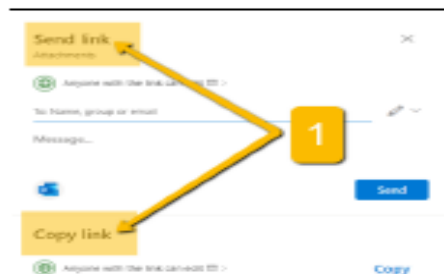 Send link
Attachments
Anyone with the link can edit >
To: Name, group or email
Message...
1
Send
Copy link
Anyone with the link can edit >
Copy